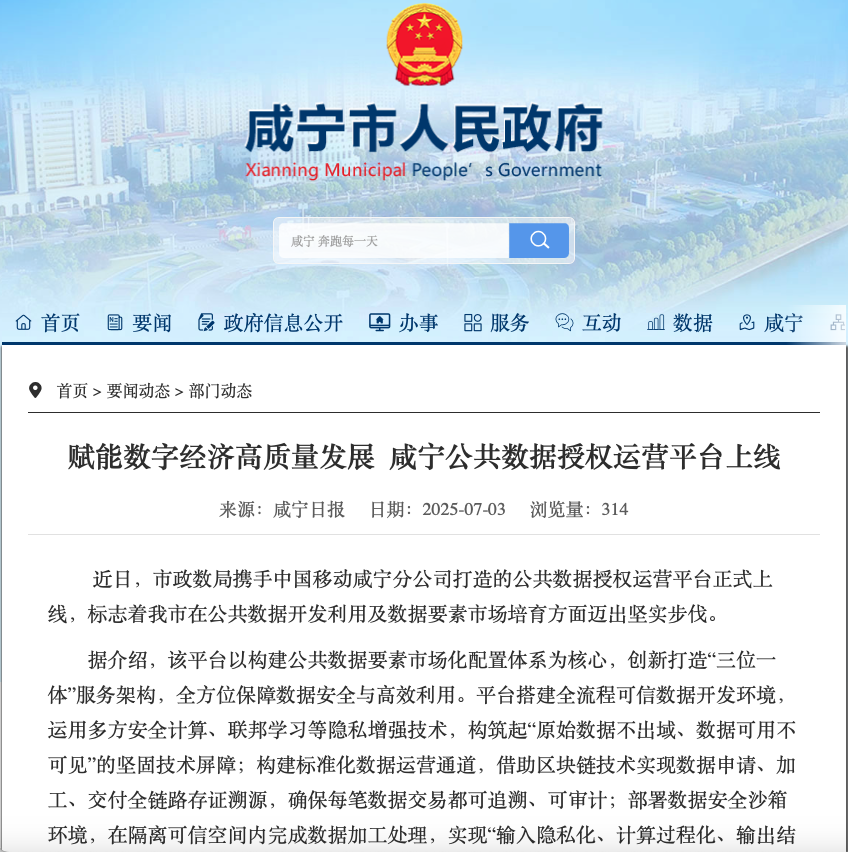 咸宁市人民政府
Xianning Municipal People's Government
咸宁 奔跑每一天
首页 要闻 政府信息公开 办事 服务 互动 数据 咸宁
首页 > 要闻动态 > 部门动态
赋能数字经济高质量发展 咸宁公共数据授权运营平台上线
来源：咸宁日报 日期：2025-07-03 浏览量：314
近日，市政数局携手中国移动咸宁分公司打造的公共数据授权运营平台正式上
线，标志着我市在公共数据开发利用及数据要素市场培育方面迈出坚实步伐。
据介绍，该平台以构建公共数据要素市场化配置体系为核心，创新打造“三位一
体”服务架构，全方位保障数据安全与高效利用。平台搭建全流程可信数据开发环境，
运用多方安全计算、联邦学习等隐私增强技术，构筑起“原始数据不出域、数据可用不
可见”的坚固技术屏障；构建标准化数据运营通道，借助区块链技术实现数据申请、加
工、交付全链路存证溯源，确保每笔数据交易都可追溯、可审计；部署数据安全沙箱
环境，在隔离可信空间内完成数据加工处理，实现“输入隐私化、计算过程化、输出结